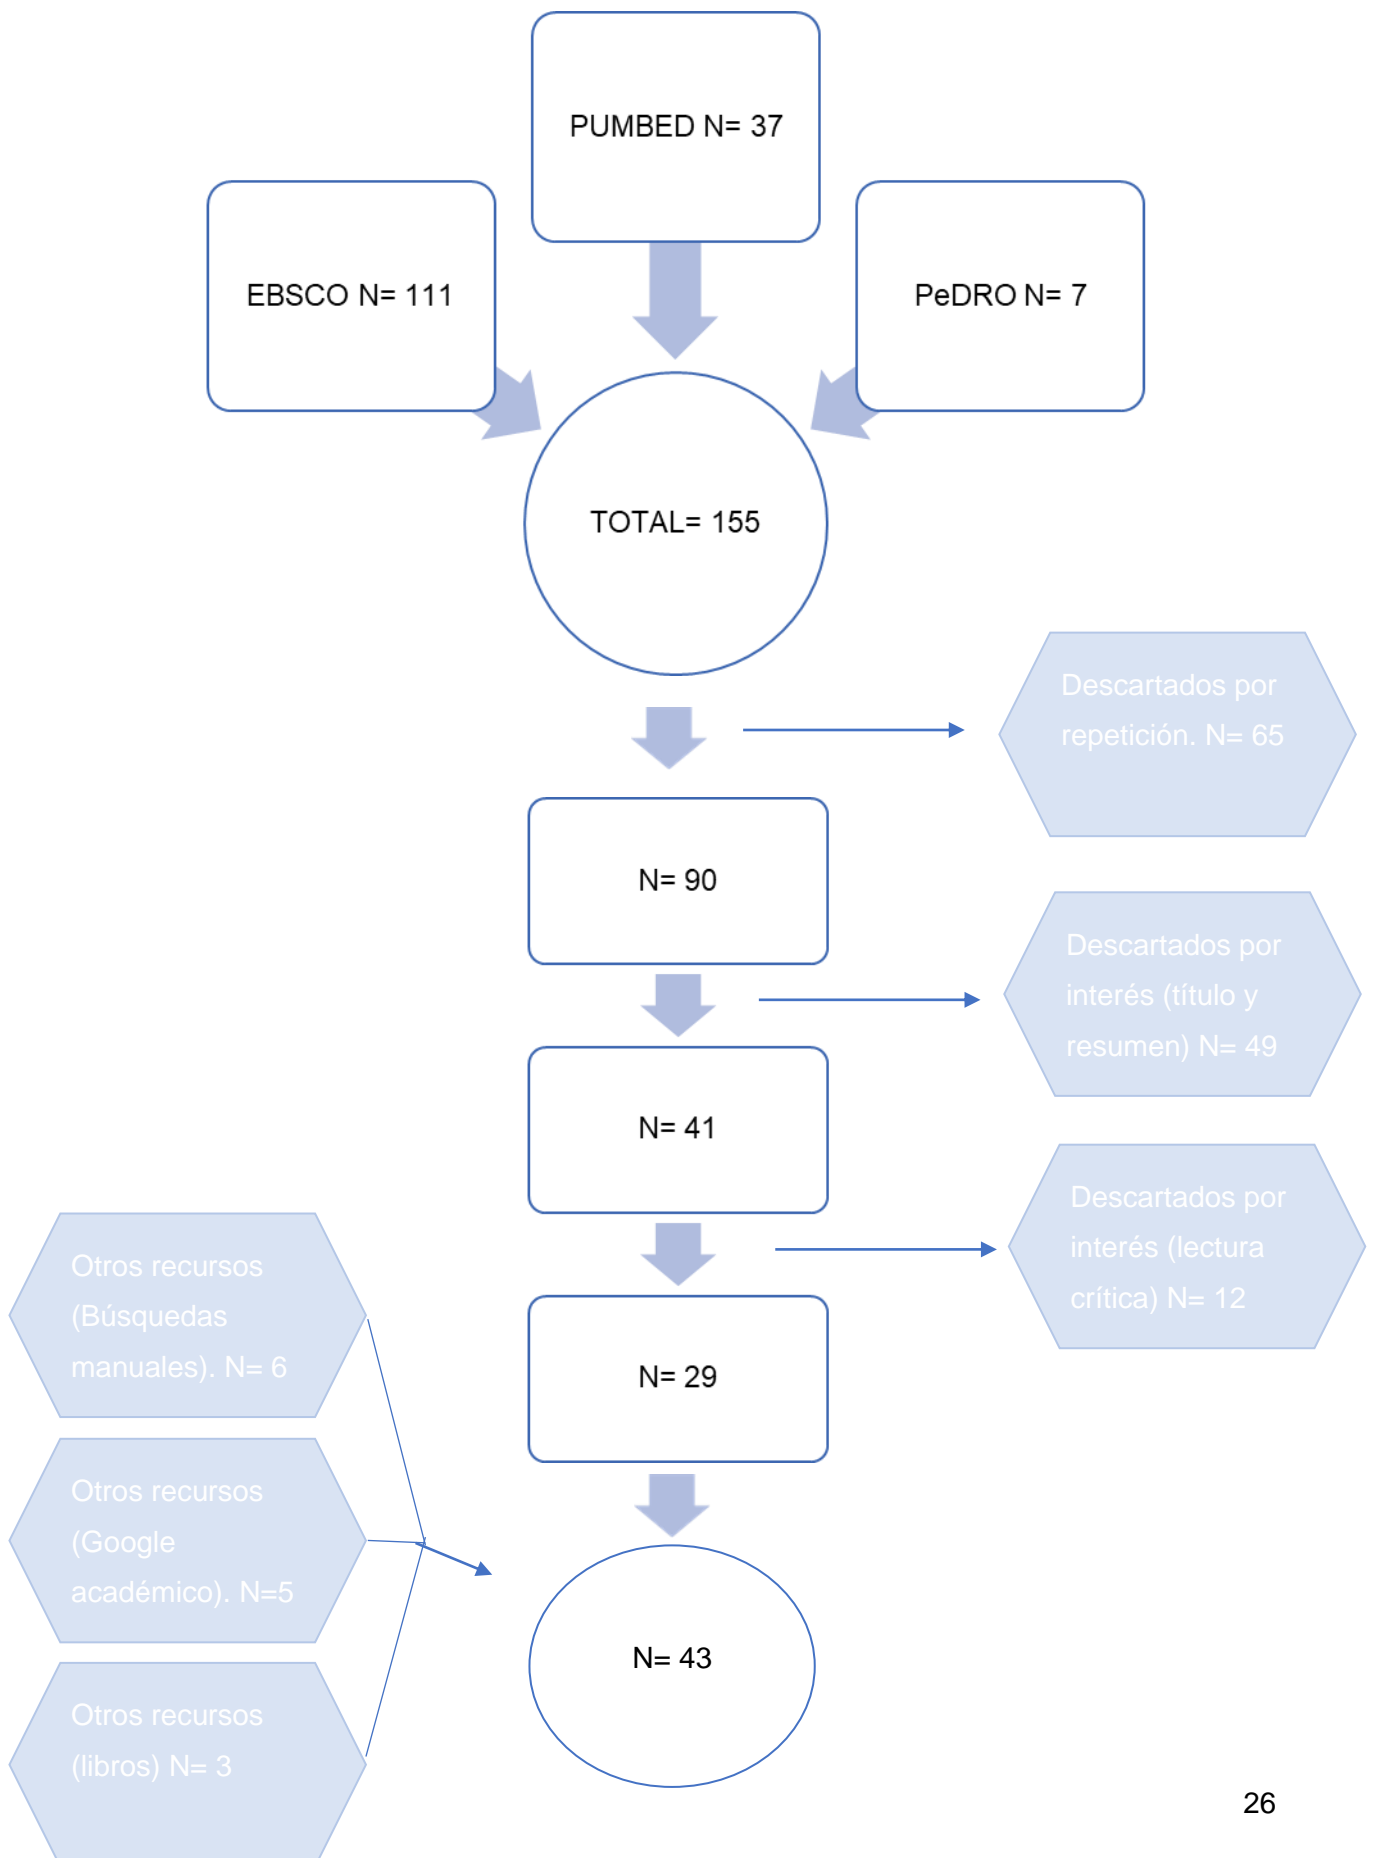 PUMBED N= 37
EBSCO N= 111
PeDRO N= 7
TOTAL= 155
Descartados por
repetición. N= 65
N= 90
Descartados por
interés (título y
resumen) N= 49
N= 41
Descartados por
interés (lectura
crítica) N= 12
Otros recursos
(Búsquedas
manuales). N= 6
N= 29
Otros recursos
(Google
académico). N=5
N= 43
Otros recursos
(libros) N= 3
26